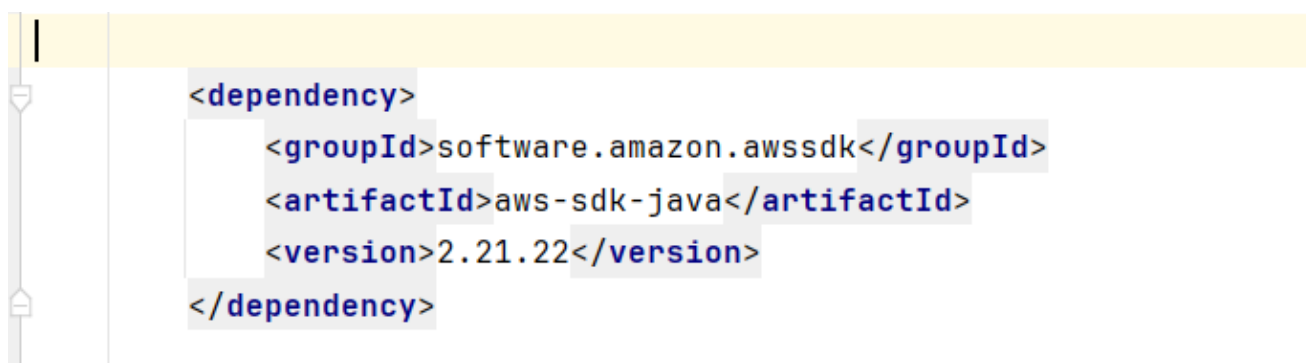 <dependency>
<groupId>software.amazon.awssdk</groupId>
<artifactId>aws-sdk-java</artifactId>
<version>2.21.22</version>
</dependency>